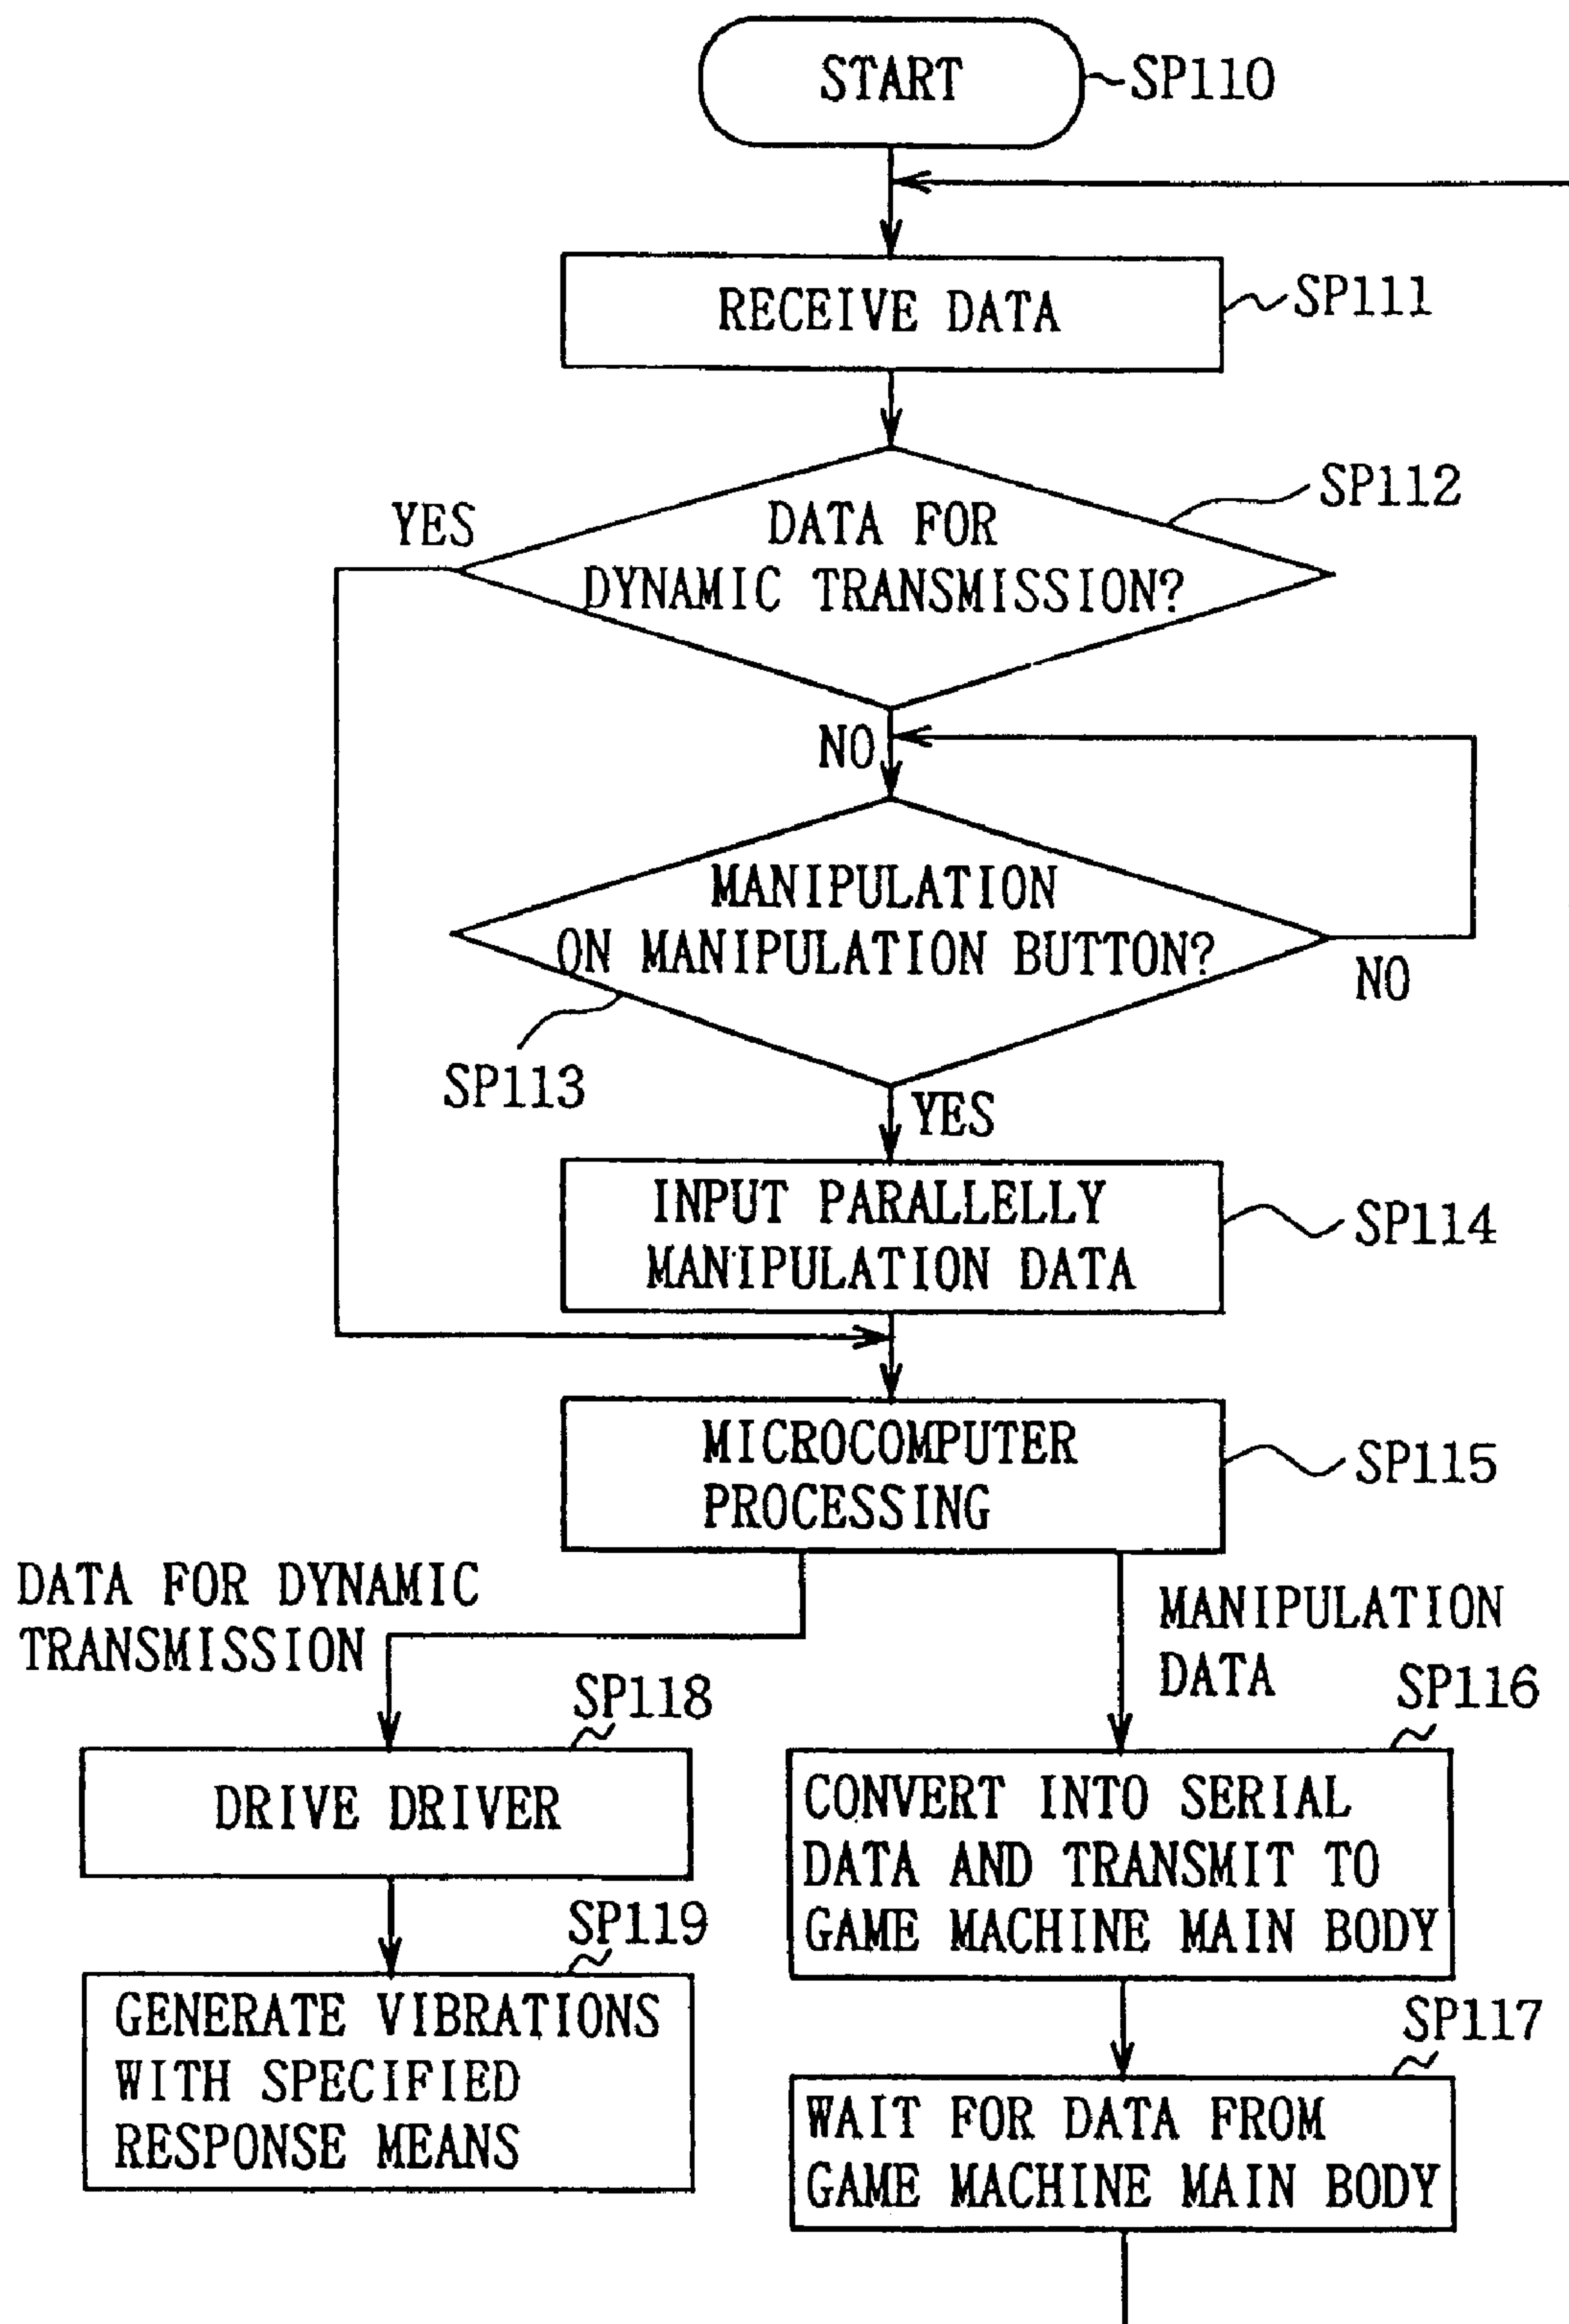 START
SP110
RECEIVE DATA
SP111
SP112
YES
DATA FOR
DYNAMIC TRANSMISSION?
NO
MANIPULATION
ON MANIPULATION BUTTON?
NO
SP113
YES
INPUT PARALLELLY
MANIPULATION DATA
SP114
MICROCOMPUTER
PROCESSING
SP115
DATA FOR DYNAMIC
TRANSMISSION
MANIPULATION
DATA
SP118
SP116
DRIVE DRIVER
CONVERT INTO SERIAL
DATA AND TRANSMIT TO
GAME MACHINE MAIN BODY
SP119
GENERATE VIBRATIONS
WITH SPECIFIED
RESPONSE MEANS
SP117
WAIT FOR DATA FROM
GAME MACHINE MAIN BODY